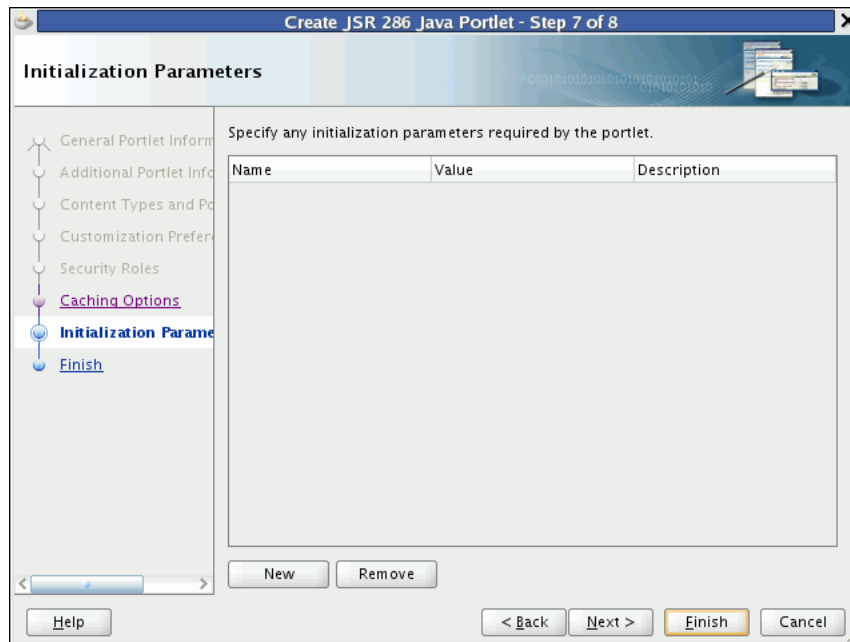 Create JSR 286 Java Portlet - Step 7 of 8
Initialization Parameters
General Portlet Inform
Additional Portlet Info
Content Types and Po
Customization Prefer
Security Roles
Caching Options
Initialization Parame
Finish
Specify any initialization parameters required by the portlet.
Name Value Description
New Remove
Help < Back Next > Finish Cancel